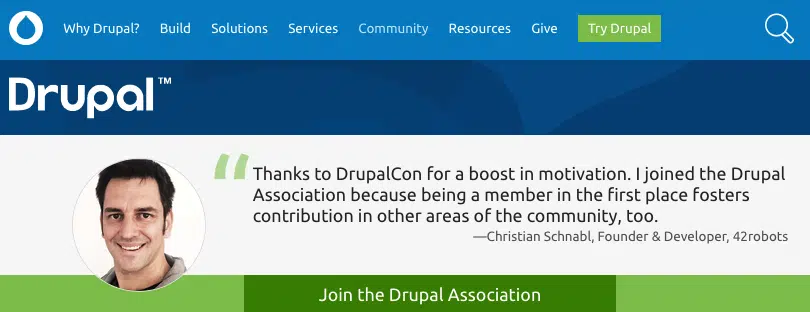 Why Drupal? Build Solutions Services Community Resources Give Try Drupal
Drupal™
“Thanks to DrupalCon for a boost in motivation. I joined the Drupal
Association because being a member in the first place fosters
contribution in other areas of the community, too.
—Christian Schnabl, Founder & Developer, 42robots
Join the Drupal Association